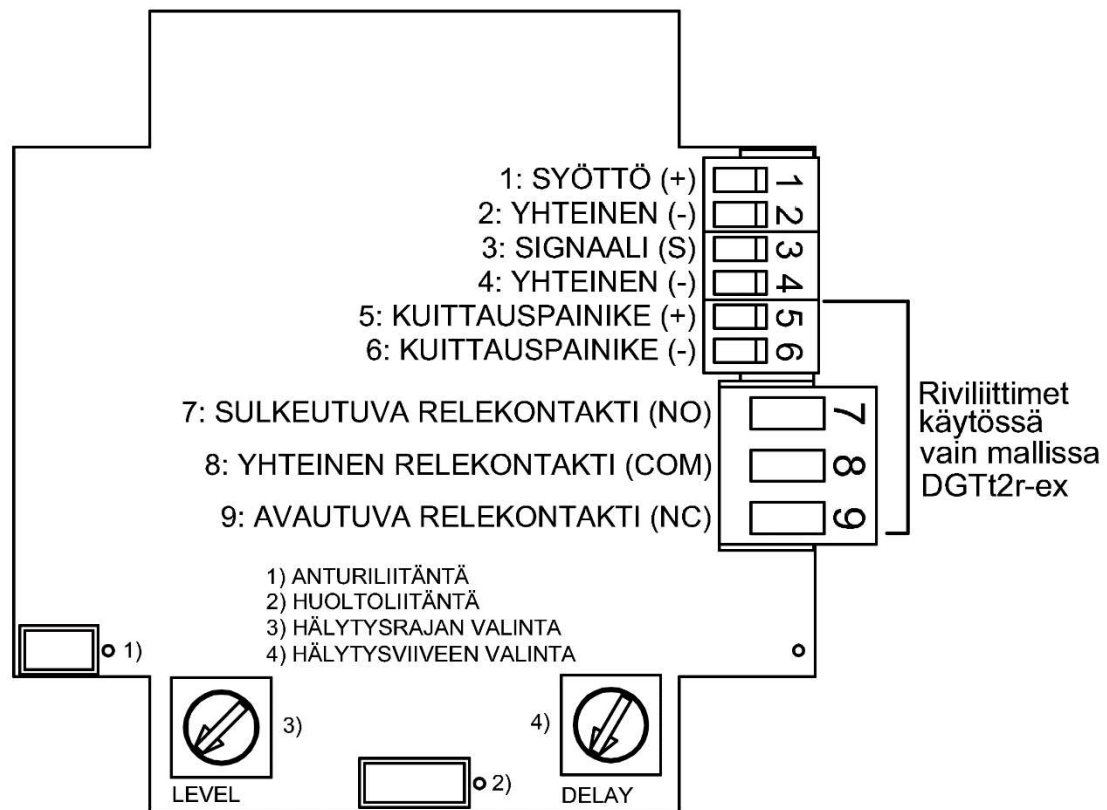 1: SYÖTTÖ (+)
2: YHTEINEN (-)
3: SIGNAALI (S)
4: YHTEINEN (-)
5: KUITTAUSPAINIKE (+)
6: KUITTAUSPAINIKE (-)
7: SULKEUTUVA RELEKONTAKTI (NO)
8: YHTEINEN RELEKONTAKTI (COM)
9: AVAUTUVA RELEKONTAKTI (NC)
1
2
3
4
5
6
7
8
9
Riviliittimet
käytössä
vain mallissa
DGTt2r-ex
1) ANTURILIITÄNTÄ
2) HUOLTOLIITÄNTÄ
3) HÄLYTYSRAJAN VALINTA
4) HÄLYTYSVIIVEEN VALINTA
1)
3)
4)
2)
LEVEL
DELAY